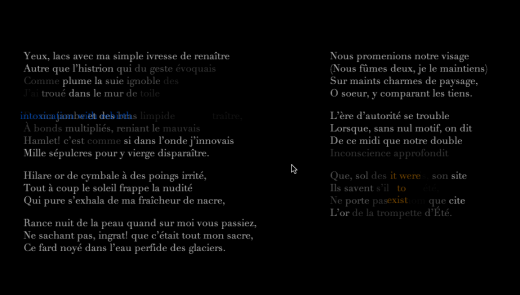 Yeux, lacs avec ma simple ivresse de renaître
Autre que l'histrion qui du geste évoquais
Comme plume la suie ignoble des
J'ai troué dans le mur de toile
limpide traître,
À bonds multipliés, reniant le mauvais
Hamlet! c'est comme si dans l'onde j'innovais
Mille sépulcres pour y vierge disparaître.
Hilare or de cymbale à des poings irrité,
Tout à coup le soleil frappe la nudité
Qui pure s'exhala de ma fraîcheur de nacre,
Rance nuit de la peau quand sur moi vous passiez,
Ne sachant pas, ingrat! que c'était tout mon sacre,
Ce fard noyé dans l'eau perfide des glaciers.
Nous promenions notre visage
(Nous fûmes deux, je le maintiens)
Sur maints charmes de paysage,
O soeur, y comparant les tiens.
L'ère d'autorité se trouble
Lorsque, sans nul motif, on dit
De ce midi que notre double
Inconscience approfondit
Que, sol des it were son site
Ils savent s'il to
Ne porte pas exist que cite
L'or de la trompette d'Été.